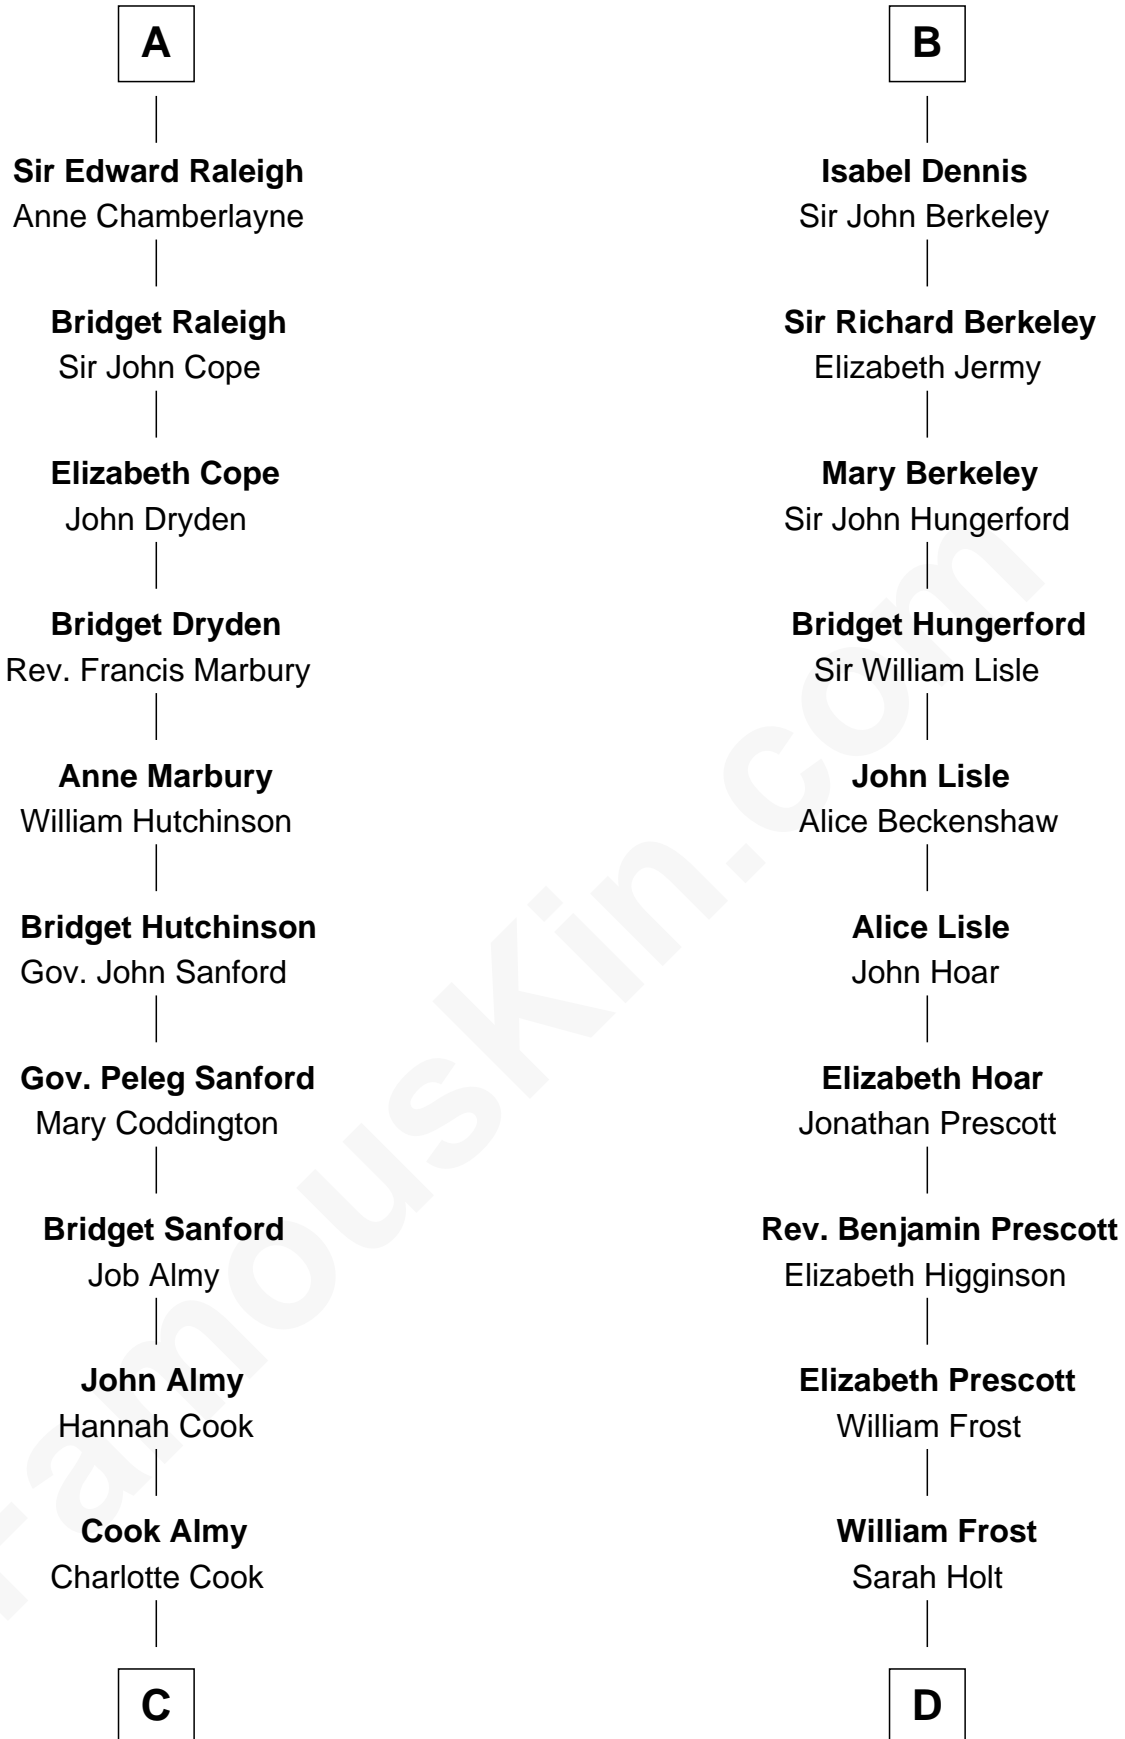 A
Sir Edward Raleigh
Anne Chamberlayne
Bridget Raleigh
Sir John Cope
Elizabeth Cope
John Dryden
Bridget Dryden
Rev. Francis Marbury
Anne Marbury
William Hutchinson
Bridget Hutchinson
Gov. John Sanford
Gov. Peleg Sanford
Mary Coddington
Bridget Sanford
Job Almy
John Almy
Hannah Cook
Cook Almy
Charlotte Cook
C
B
Isabel Dennis
Sir John Berkeley
Sir Richard Berkeley
Elizabeth Jermy
Mary Berkeley
Sir John Hungerford
Bridget Hungerford
Sir William Lisle
John Lisle
Alice Beckenshaw
Alice Lisle
John Hoar
Elizabeth Hoar
Jonathan Prescott
Rev. Benjamin Prescott
Elizabeth Higginson
Elizabeth Prescott
William Frost
William Frost
Sarah Holt
D
FamousKin.com